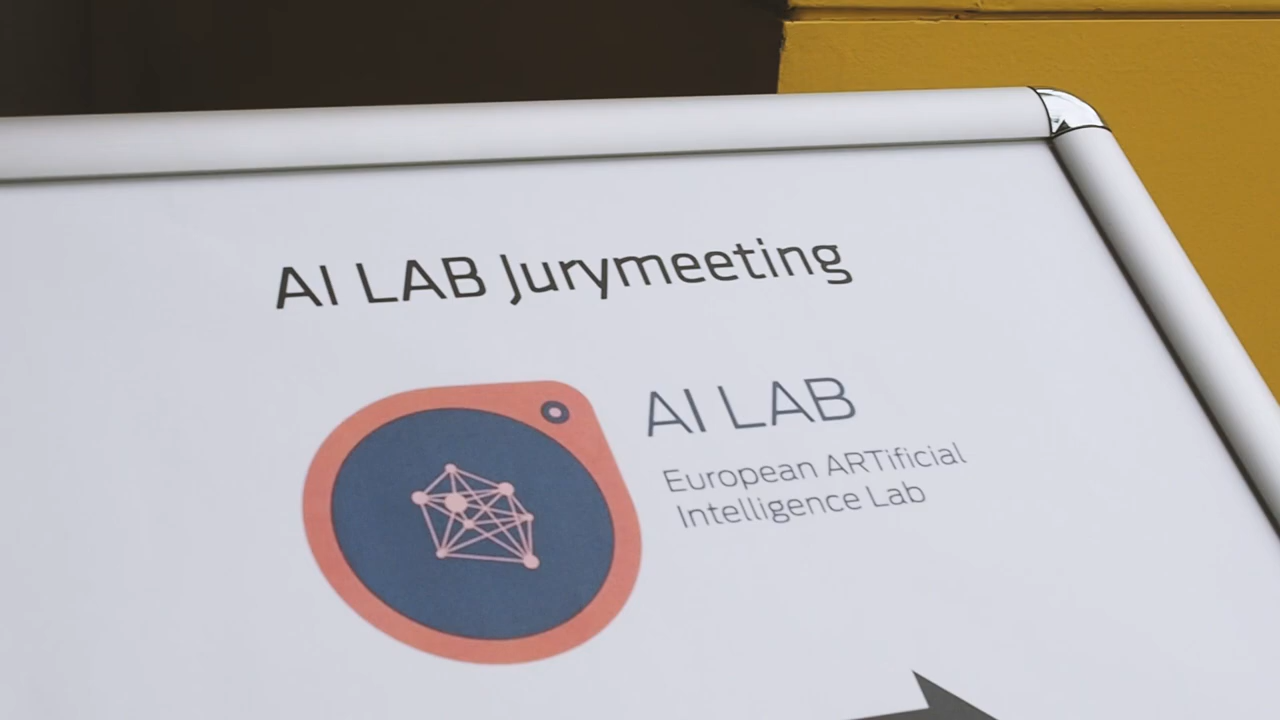 AI LAB Jurymeeting
AI LAB
European ARTificial
Intelligence Lab